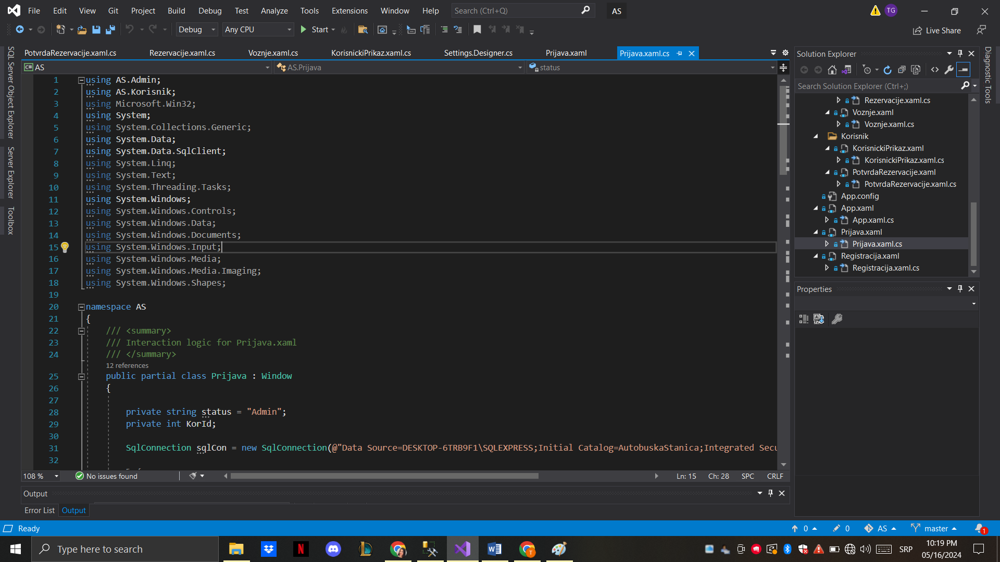 File Edit View Git Project Build Debug Test Analyze Tools Extensions Window Help Search (Ctrl+Q) AS TG
Debug Any CPU Start Live Share
PotvrdaRezervacije.xaml.cs Rezervacije.xaml.cs Voznje.xaml.cs KorisnickiPrikaz.xaml.cs Settings.Designer.cs Prijava.xaml Prijava.xaml.cs
C# AS AS.Prijava status
SQL Server Object Explorer
Server Explorer
Toolbox
1 using AS.Admin;
2 using AS.Korisnik;
3 using Microsoft.Win32;
4 using System;
5 using System.Collections.Generic;
6 using System.Data;
7 using System.Data.SqlClient;
8 using System.Linq;
9 using System.Text;
10 using System.Threading.Tasks;
11 using System.Windows;
12 using System.Windows.Controls;
13 using System.Windows.Data;
14 using System.Windows.Documents;
15 using System.Windows.Input;
16 using System.Windows.Media;
17 using System.Windows.Media.Imaging;
18 using System.Windows.Shapes;
19
20 namespace AS
21 {
22 /// <summary>
23 /// Interaction logic for Prijava.xaml
24 /// </summary>
12 references
25 public partial class Prijava : Window
26 {
27
28 private string status = "Admin";
29 private int KorId;
30
31 SqlConnection sqlCon = new SqlConnection(@"Data Source=DESKTOP-6TRB9F1\SQLEXPRESS;Initial Catalog=AutobuskaStanica;Integrated Secu
32
108 % No issues found Ln: 15 Ch: 28 SPC CRLF
Output
Error List Output
Solution Explorer
Search Solution Explorer (Ctrl+;)
Rezervacije.xaml.cs
Voznje.xaml
Voznje.xaml.cs
Korisnik
KorisnickiPrikaz.xaml
KorisnickiPrikaz.xaml.cs
PotvrdaRezervacije.xaml
PotvrdaRezervacije.xaml.cs
App.config
App.xaml
App.xaml.cs
Prijava.xaml
Prijava.xaml.cs
Registracija.xaml
Registracija.xaml.cs
Properties
Diagnostic Tools
Ready 0 0 AS master 1
Type here to search SRP 10:19 PM
05/16/2024